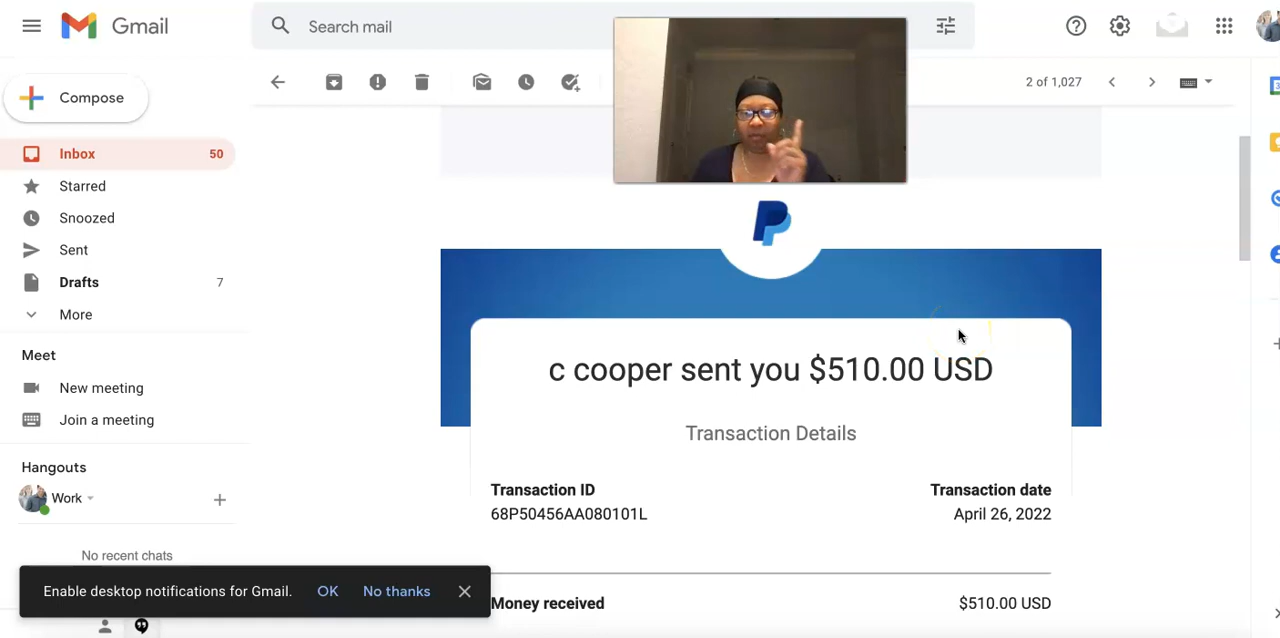 Gmail
Search mail
Compose
2 of 1,027
Inbox 50
Starred
Snoozed
Sent
Drafts 7
More
Meet
New meeting
Join a meeting
Hangouts
Work
No recent chats
Enable desktop notifications for Gmail. OK No thanks
c cooper sent you $510.00 USD
Transaction Details
Transaction ID Transaction date
68P50456AA080101L April 26, 2022
Money received $510.00 USD